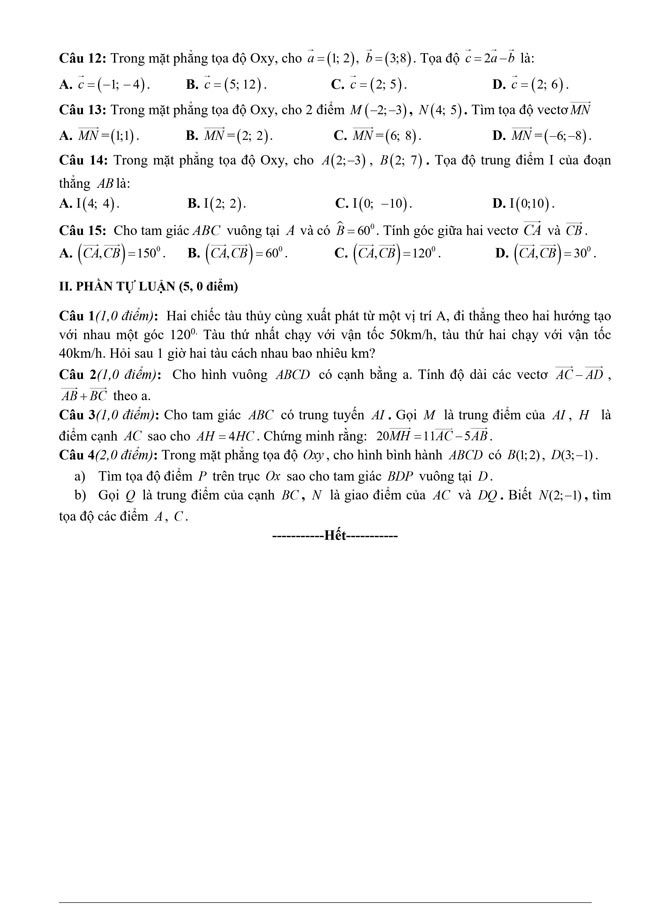 Câu 12: Trong mặt phẳng tọa độ Oxy, cho $\vec{a}=(1; 2)$, $\vec{b}=(3;8)$. Tọa độ $\vec{c}=2\vec{a}-\vec{b}$ là:
A. $\vec{c}=(-1;-4)$. B. $\vec{c}=(5;12)$. C. $\vec{c}=(2; 5)$. D. $\vec{c}=(2; 6)$.
Câu 13: Trong mặt phẳng tọa độ Oxy, cho 2 điểm $M(-2;-3)$, $N(4; 5)$. Tìm tọa độ vectơ $\overrightarrow{MN}$
A. $\overrightarrow{MN}=(1;1)$. B. $\overrightarrow{MN}=(2; 2)$. C. $\overrightarrow{MN}=(6; 8)$. D. $\overrightarrow{MN}=(-6;-8)$.
Câu 14: Trong mặt phẳng tọa độ Oxy, cho $A(2;-3)$, $B(2; 7)$. Tọa độ trung điểm I của đoạn
thẳng AB là:
A. I(4; 4). B. I(2; 2). C. I(0; −10). D. I(0;10).
Câu 15: Cho tam giác ABC vuông tại A và có $\hat{B}=60^0$. Tính góc giữa hai vectơ $\overrightarrow{CA}$ và $\overrightarrow{CB}$.
A. $(\overrightarrow{CA},\overrightarrow{CB})=150^0$. B. $(\overrightarrow{CA},\overrightarrow{CB})=60^0$. C. $(\overrightarrow{CA},\overrightarrow{CB})=120^0$. D. $(\overrightarrow{CA},\overrightarrow{CB})=30^0$.
II. PHẦN TỰ LUẬN (5, 0 điểm)
Câu 1(1,0 điểm): Hai chiếc tàu thủy cùng xuất phát từ một vị trí A, đi thẳng theo hai hướng tạo
với nhau một góc $120^{0.}$ Tàu thứ nhất chạy với vận tốc 50km/h, tàu thứ hai chạy với vận tốc
40km/h. Hỏi sau 1 giờ hai tàu cách nhau bao nhiêu km?
Câu 2(1,0 điểm): Cho hình vuông ABCD có cạnh bằng a. Tính độ dài các vectơ $\overrightarrow{AC}-\overrightarrow{AD}$ ,
$\overrightarrow{AB}+\overrightarrow{BC}$ theo a.
Câu 3(1,0 điểm): Cho tam giác ABC có trung tuyến AI. Gọi M là trung điểm của AI, H là
điểm cạnh AC sao cho $AH=4HC$. Chứng minh rằng: $20\overrightarrow{MH}=11\overrightarrow{AC}-5\overrightarrow{AB}$.
Câu 4(2,0 điểm): Trong mặt phẳng tọa độ Oxy, cho hình bình hành ABCD có $B(1;2)$, $D(3;-1)$.
a) Tìm tọa độ điểm P trên trục Ox sao cho tam giác BDP vuông tại D.
b) Gọi Q là trung điểm của cạnh BC, N là giao điểm của AC và DQ. Biết $N(2;-1)$, tìm
tọa độ các điểm A, C.
-----------Hết-----------